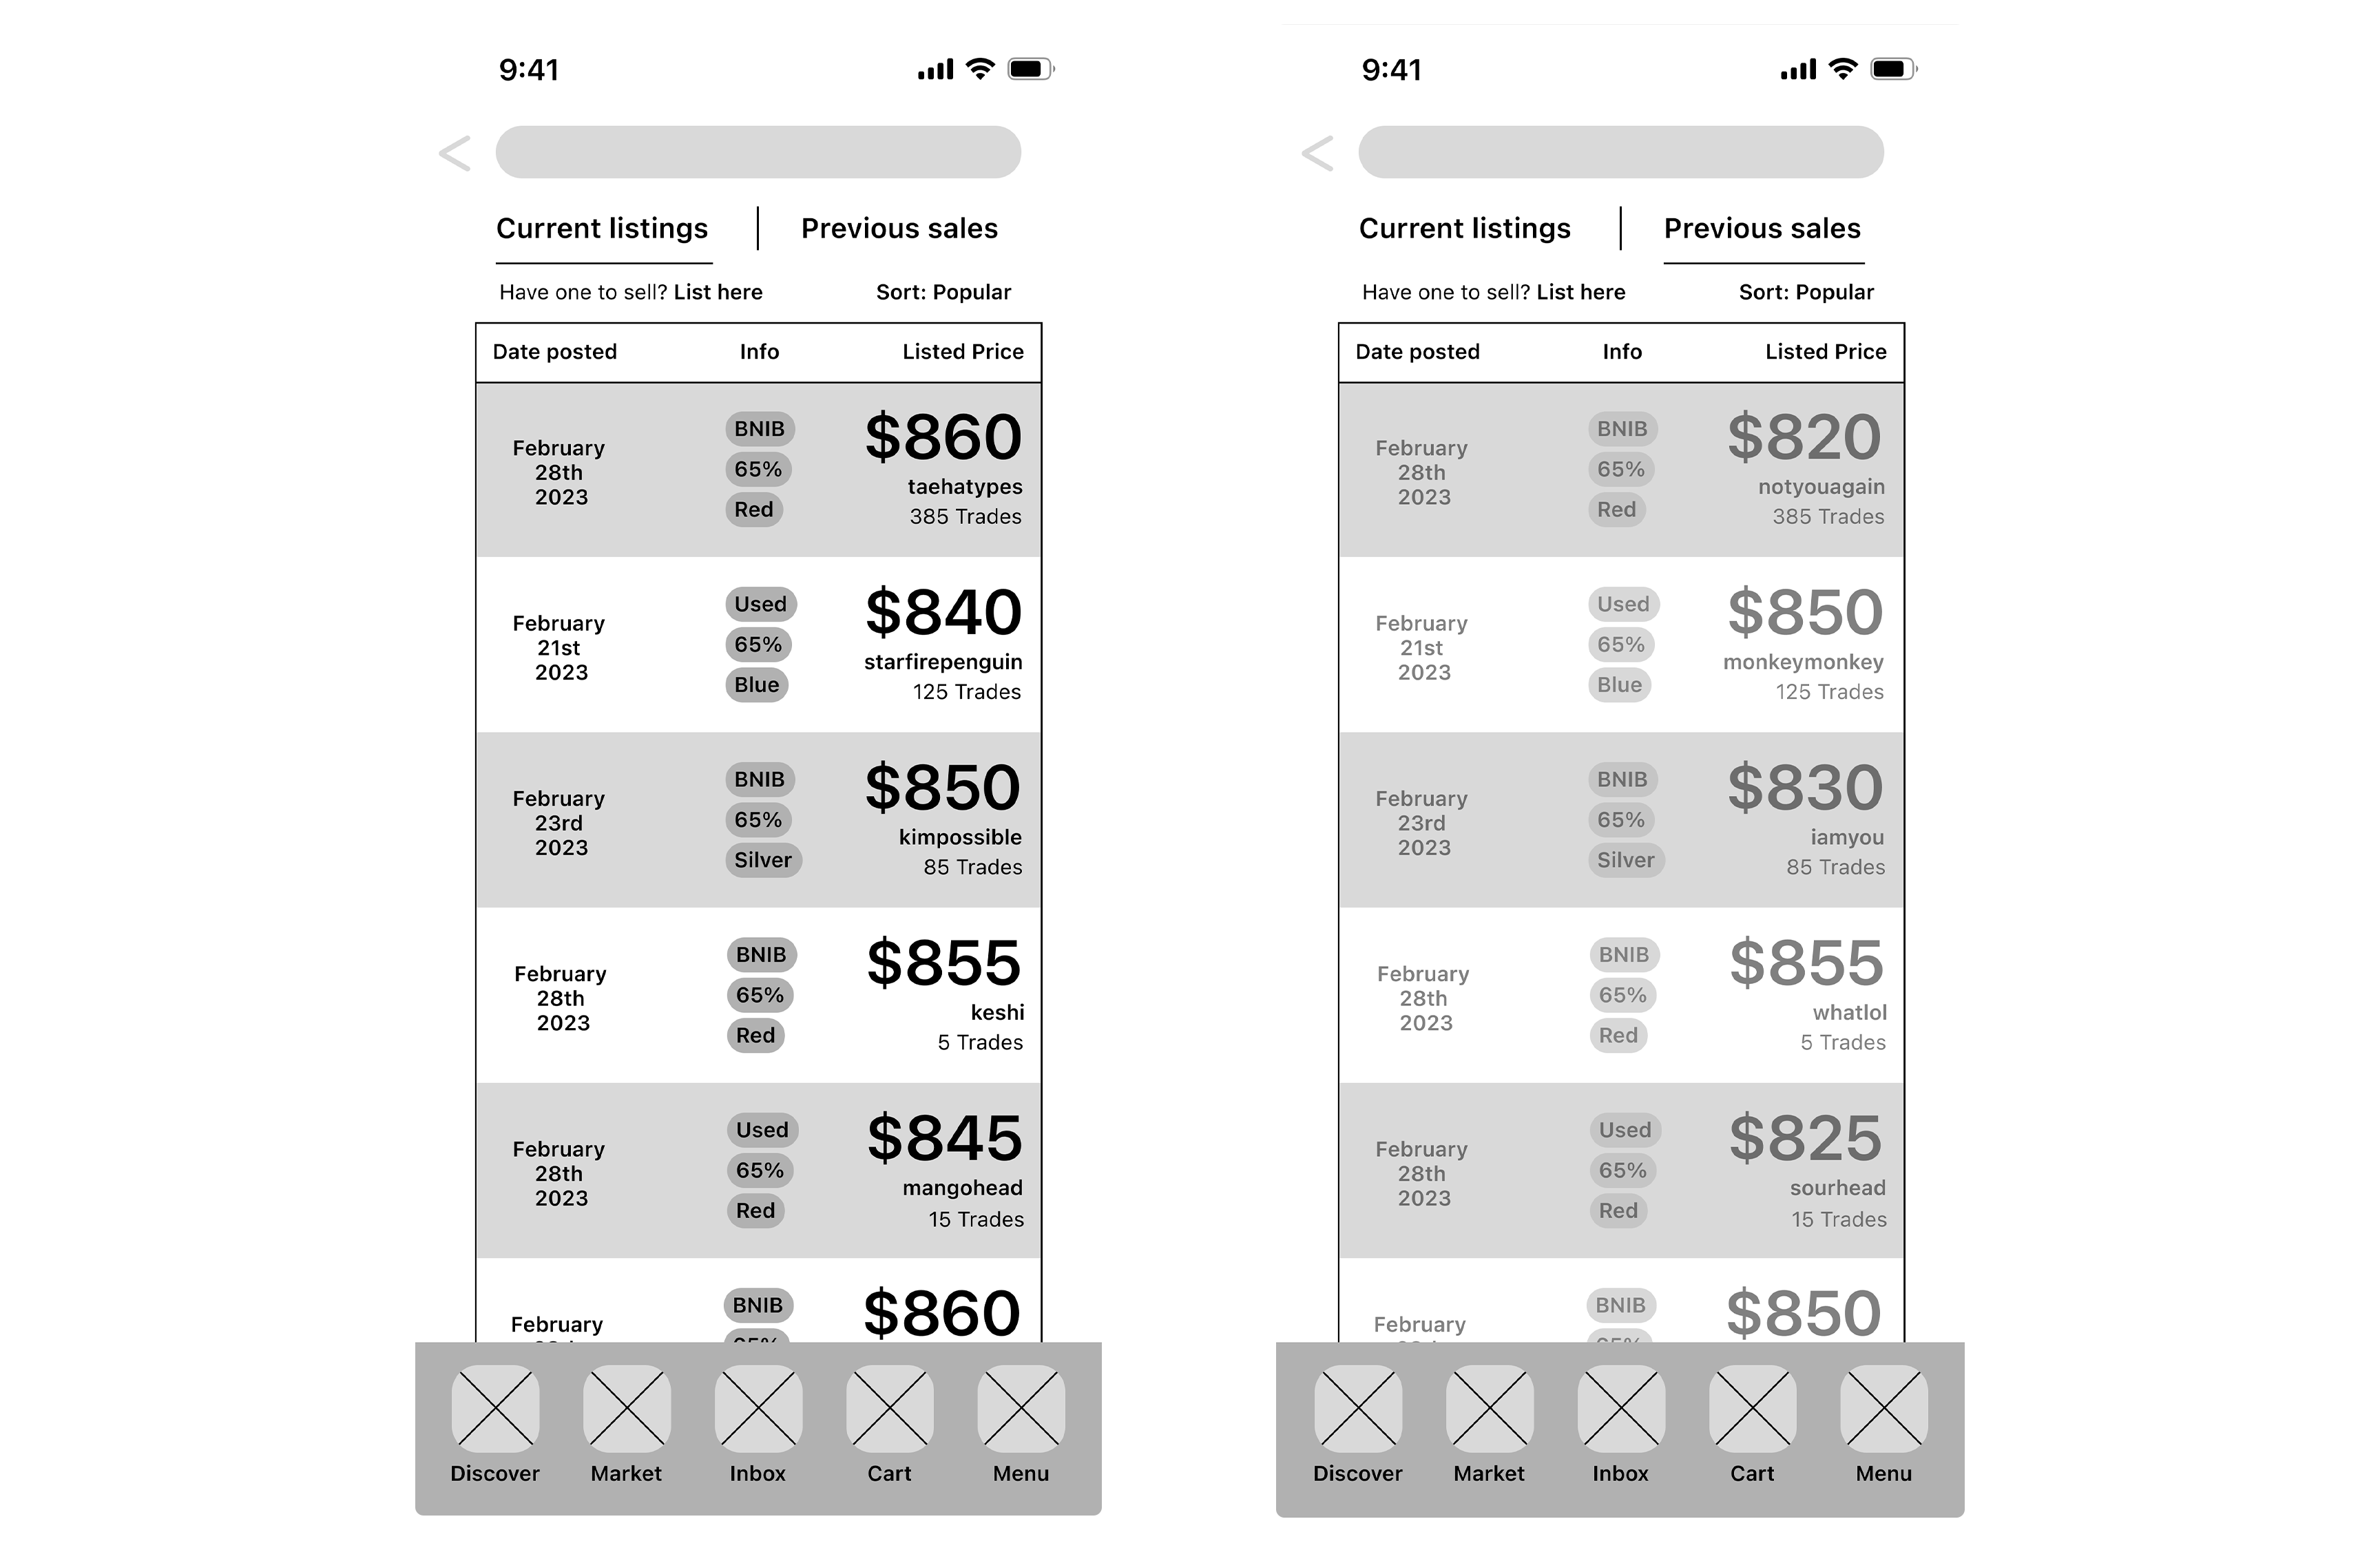 9:41
Current listings
Previous sales
Have one to sell? List here
Sort: Popular
Date posted
Info
Listed Price
February
28th
2023
BNIB
65%
Red
$860
taehatypes
385 Trades
February
21st
2023
Used
65%
Blue
$840
starfirepenguin
125 Trades
February
23rd
2023
BNIB
65%
Silver
$850
kimpossible
85 Trades
February
28th
2023
BNIB
65%
Red
$855
keshi
5 Trades
February
28th
2023
Used
65%
Red
$845
mangohead
15 Trades
February
BNIB
$860
Discover
Market
Inbox
Cart
Menu
9:41
Current listings
Previous sales
Have one to sell? List here
Sort: Popular
Date posted
Info
Listed Price
February
28th
2023
BNIB
65%
Red
$820
notyouagain
385 Trades
February
21st
2023
Used
65%
Blue
$850
monkeymonkey
125 Trades
February
23rd
2023
BNIB
65%
Silver
$830
iamyou
85 Trades
February
28th
2023
BNIB
65%
Red
$855
whatlol
5 Trades
February
28th
2023
Used
65%
Red
$825
sourhead
15 Trades
February
BNIB
$850
Discover
Market
Inbox
Cart
Menu